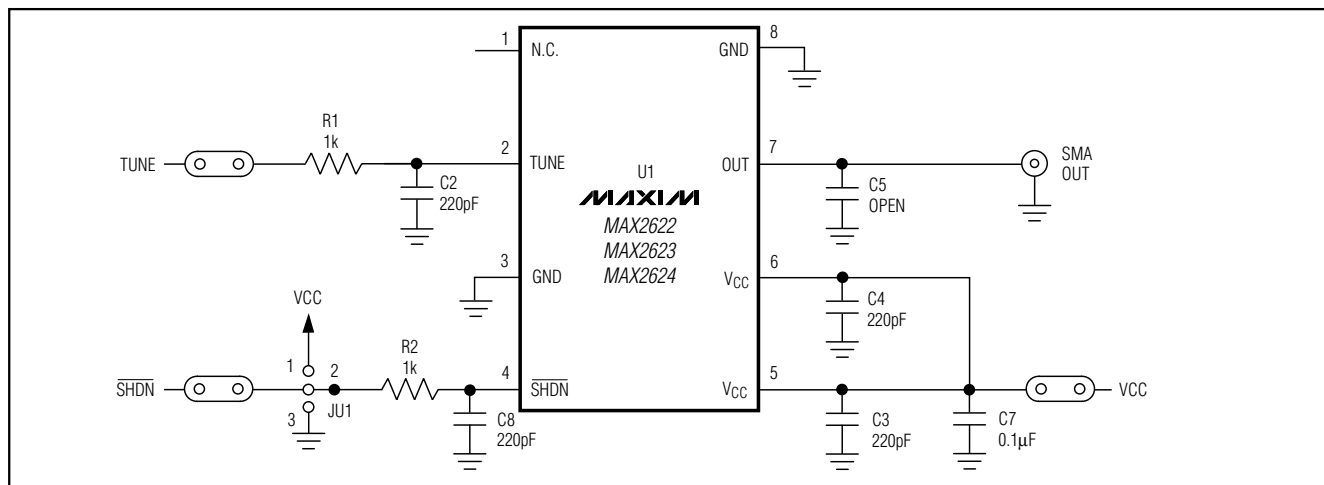 1
N.C.
TUNE
R1
1k
2
TUNE
C2
220pF
3
GND
VCC
SHDN
1
2
3
JU1
R2
1k
4
SHDN
C8
220pF
U1
MAXIM
MAX2622
MAX2623
MAX2624
8
GND
7
OUT
SMA
OUT
C5
OPEN
6
VCC
C4
220pF
5
VCC
VCC
C3
220pF
C7
0.1µF